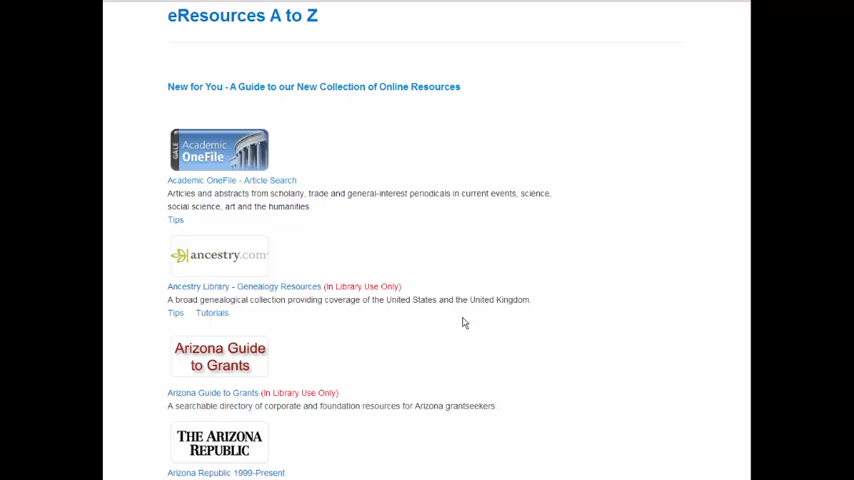 eResources A to Z
New for You - A Guide to our New Collection of Online Resources
GALE
Academic
OneFile
Academic OneFile - Article Search
Articles and abstracts from scholarly, trade and general-interest periodicals in current events, science,
social science, art and the humanities.
Tips
ancestry.com
Ancestry Library - Genealogy Resources (In Library Use Only)
A broad genealogical collection providing coverage of the United States and the United Kingdom.
Tips Tutorials
Arizona Guide
to Grants
Arizona Guide to Grants (In Library Use Only)
A searchable directory of corporate and foundation resources for Arizona grantseekers.
THE ARIZONA
REPUBLIC
Arizona Republic 1999-Present